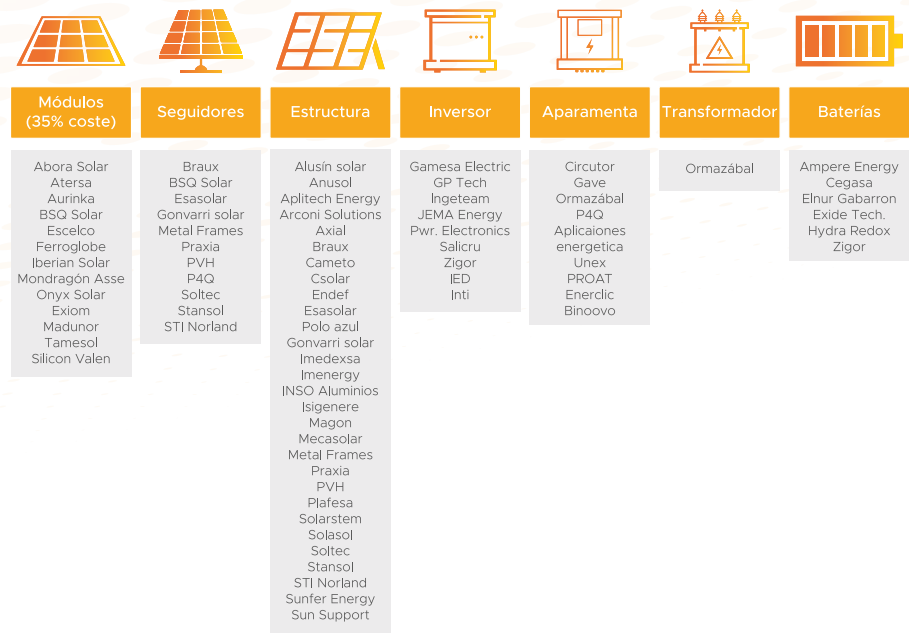 Módulos
(35% coste)
Seguidores
Estructura
Inversor
Aparamenta
Transformador
Baterías
Abora Solar
Atersa
Aurinka
BSQ Solar
Escelco
Ferroglobe
Iberian Solar
Mondragón Asse
Onyx Solar
Exiom
Madunor
Tamesol
Silicon Valen
Braux
BSQ Solar
Esasolar
Gonvarri solar
Metal Frames
Praxia
PVH
P4Q
Soltec
Stansol
STI Norland
Alusín solar
Anusol
Aplitech Energy
Arconi Solutions
Axial
Braux
Cameto
Csolar
Endef
Esasolar
Polo azul
Gonvarri solar
Imedexsa
Imenergy
INSO Aluminios
Isigenere
Magon
Mecasolar
Metal Frames
Praxia
PVH
Plafesa
Solarstem
Solasol
Soltec
Stansol
STI Norland
Sunfer Energy
Sun Support
Gamesa Electric
GP Tech
Ingeteam
JEMA Energy
Pwr. Electronics
Salicru
Zigor
IED
Inti
Circutor
Gave
Ormazábal
P4Q
Aplicaiones
energetica
Unex
PROAT
Enerclic
Binoovo
Ormazábal
Ampere Energy
Cegasa
Elnur Gabarron
Exide Tech.
Hydra Redox
Zigor